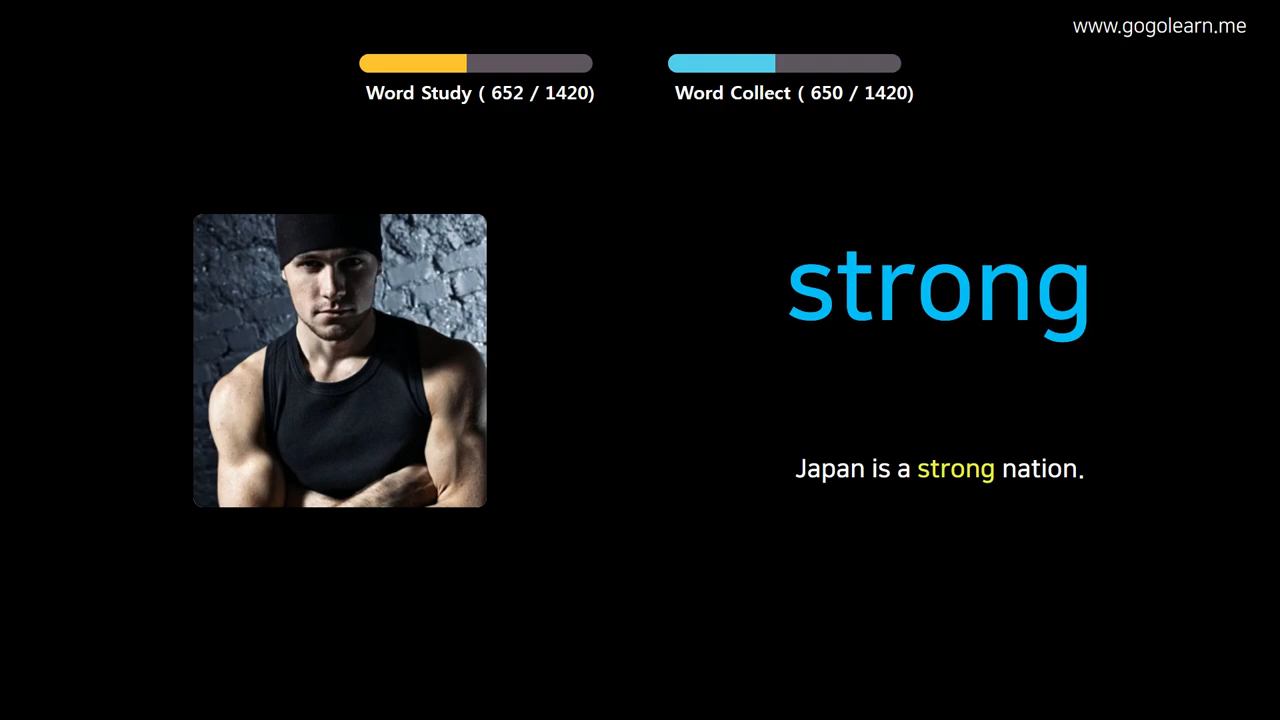 www.gogolearn.me
Word Study ( 652 / 1420)
Word Collect ( 650 / 1420)
strong
Japan is a strong nation.